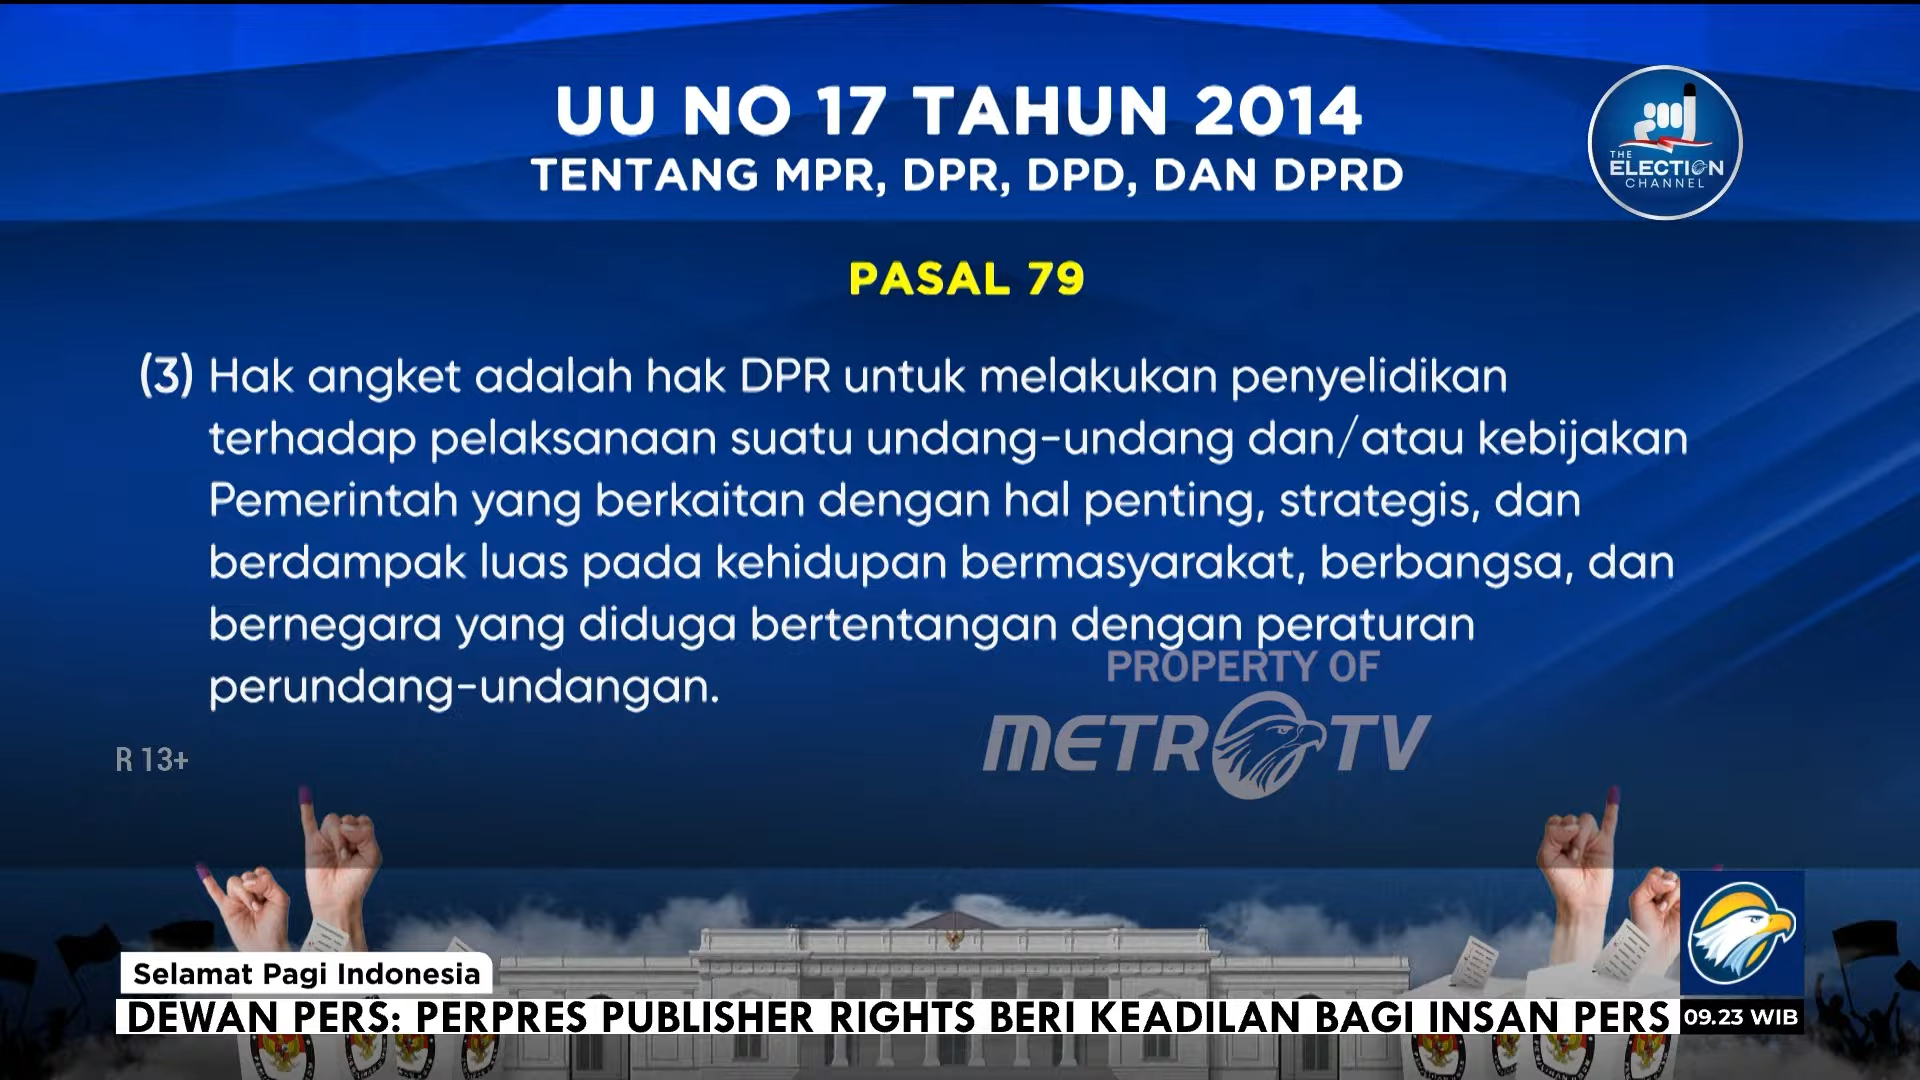 UU NO 17 TAHUN 2014
TENTANG MPR, DPR, DPD, DAN DPRD
THE
ELECTION
CHANNEL
PASAL 79
(3) Hak angket adalah hak DPR untuk melakukan penyelidikan
terhadap pelaksanaan suatu undang-undang dan/atau kebijakan
Pemerintah yang berkaitan dengan hal penting, strategis, dan
berdampak luas pada kehidupan bermasyarakat, berbangsa, dan
bernegara yang diduga bertentangan dengan peraturan
perundang-undangan.
PROPERTY OF
METRO TV
R 13+
Selamat Pagi Indonesia
DEWAN PERS: PERPRES PUBLISHER RIGHTS BERI KEADILAN BAGI INSAN PERS
09.23 WIB